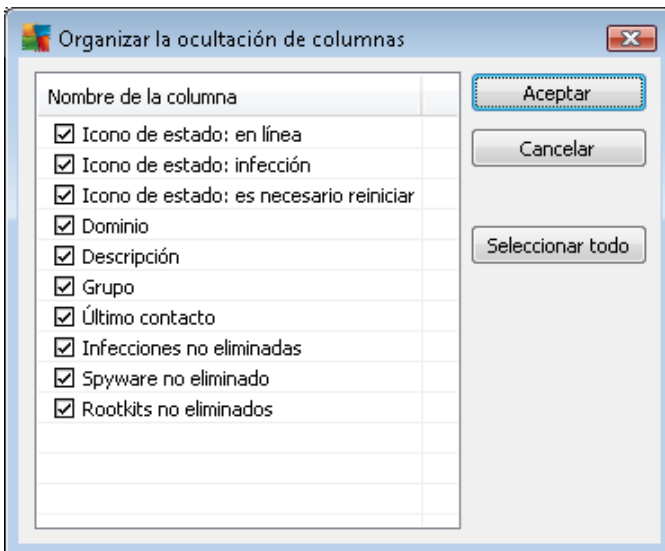 Organizar la ocultación de columnas
Nombre de la columna
Icono de estado: en línea
Icono de estado: infección
Icono de estado: es necesario reiniciar
Dominio
Descripción
Grupo
Último contacto
Infecciones no eliminadas
Spyware no eliminado
Rootkits no eliminados
Aceptar
Cancelar
Seleccionar todo